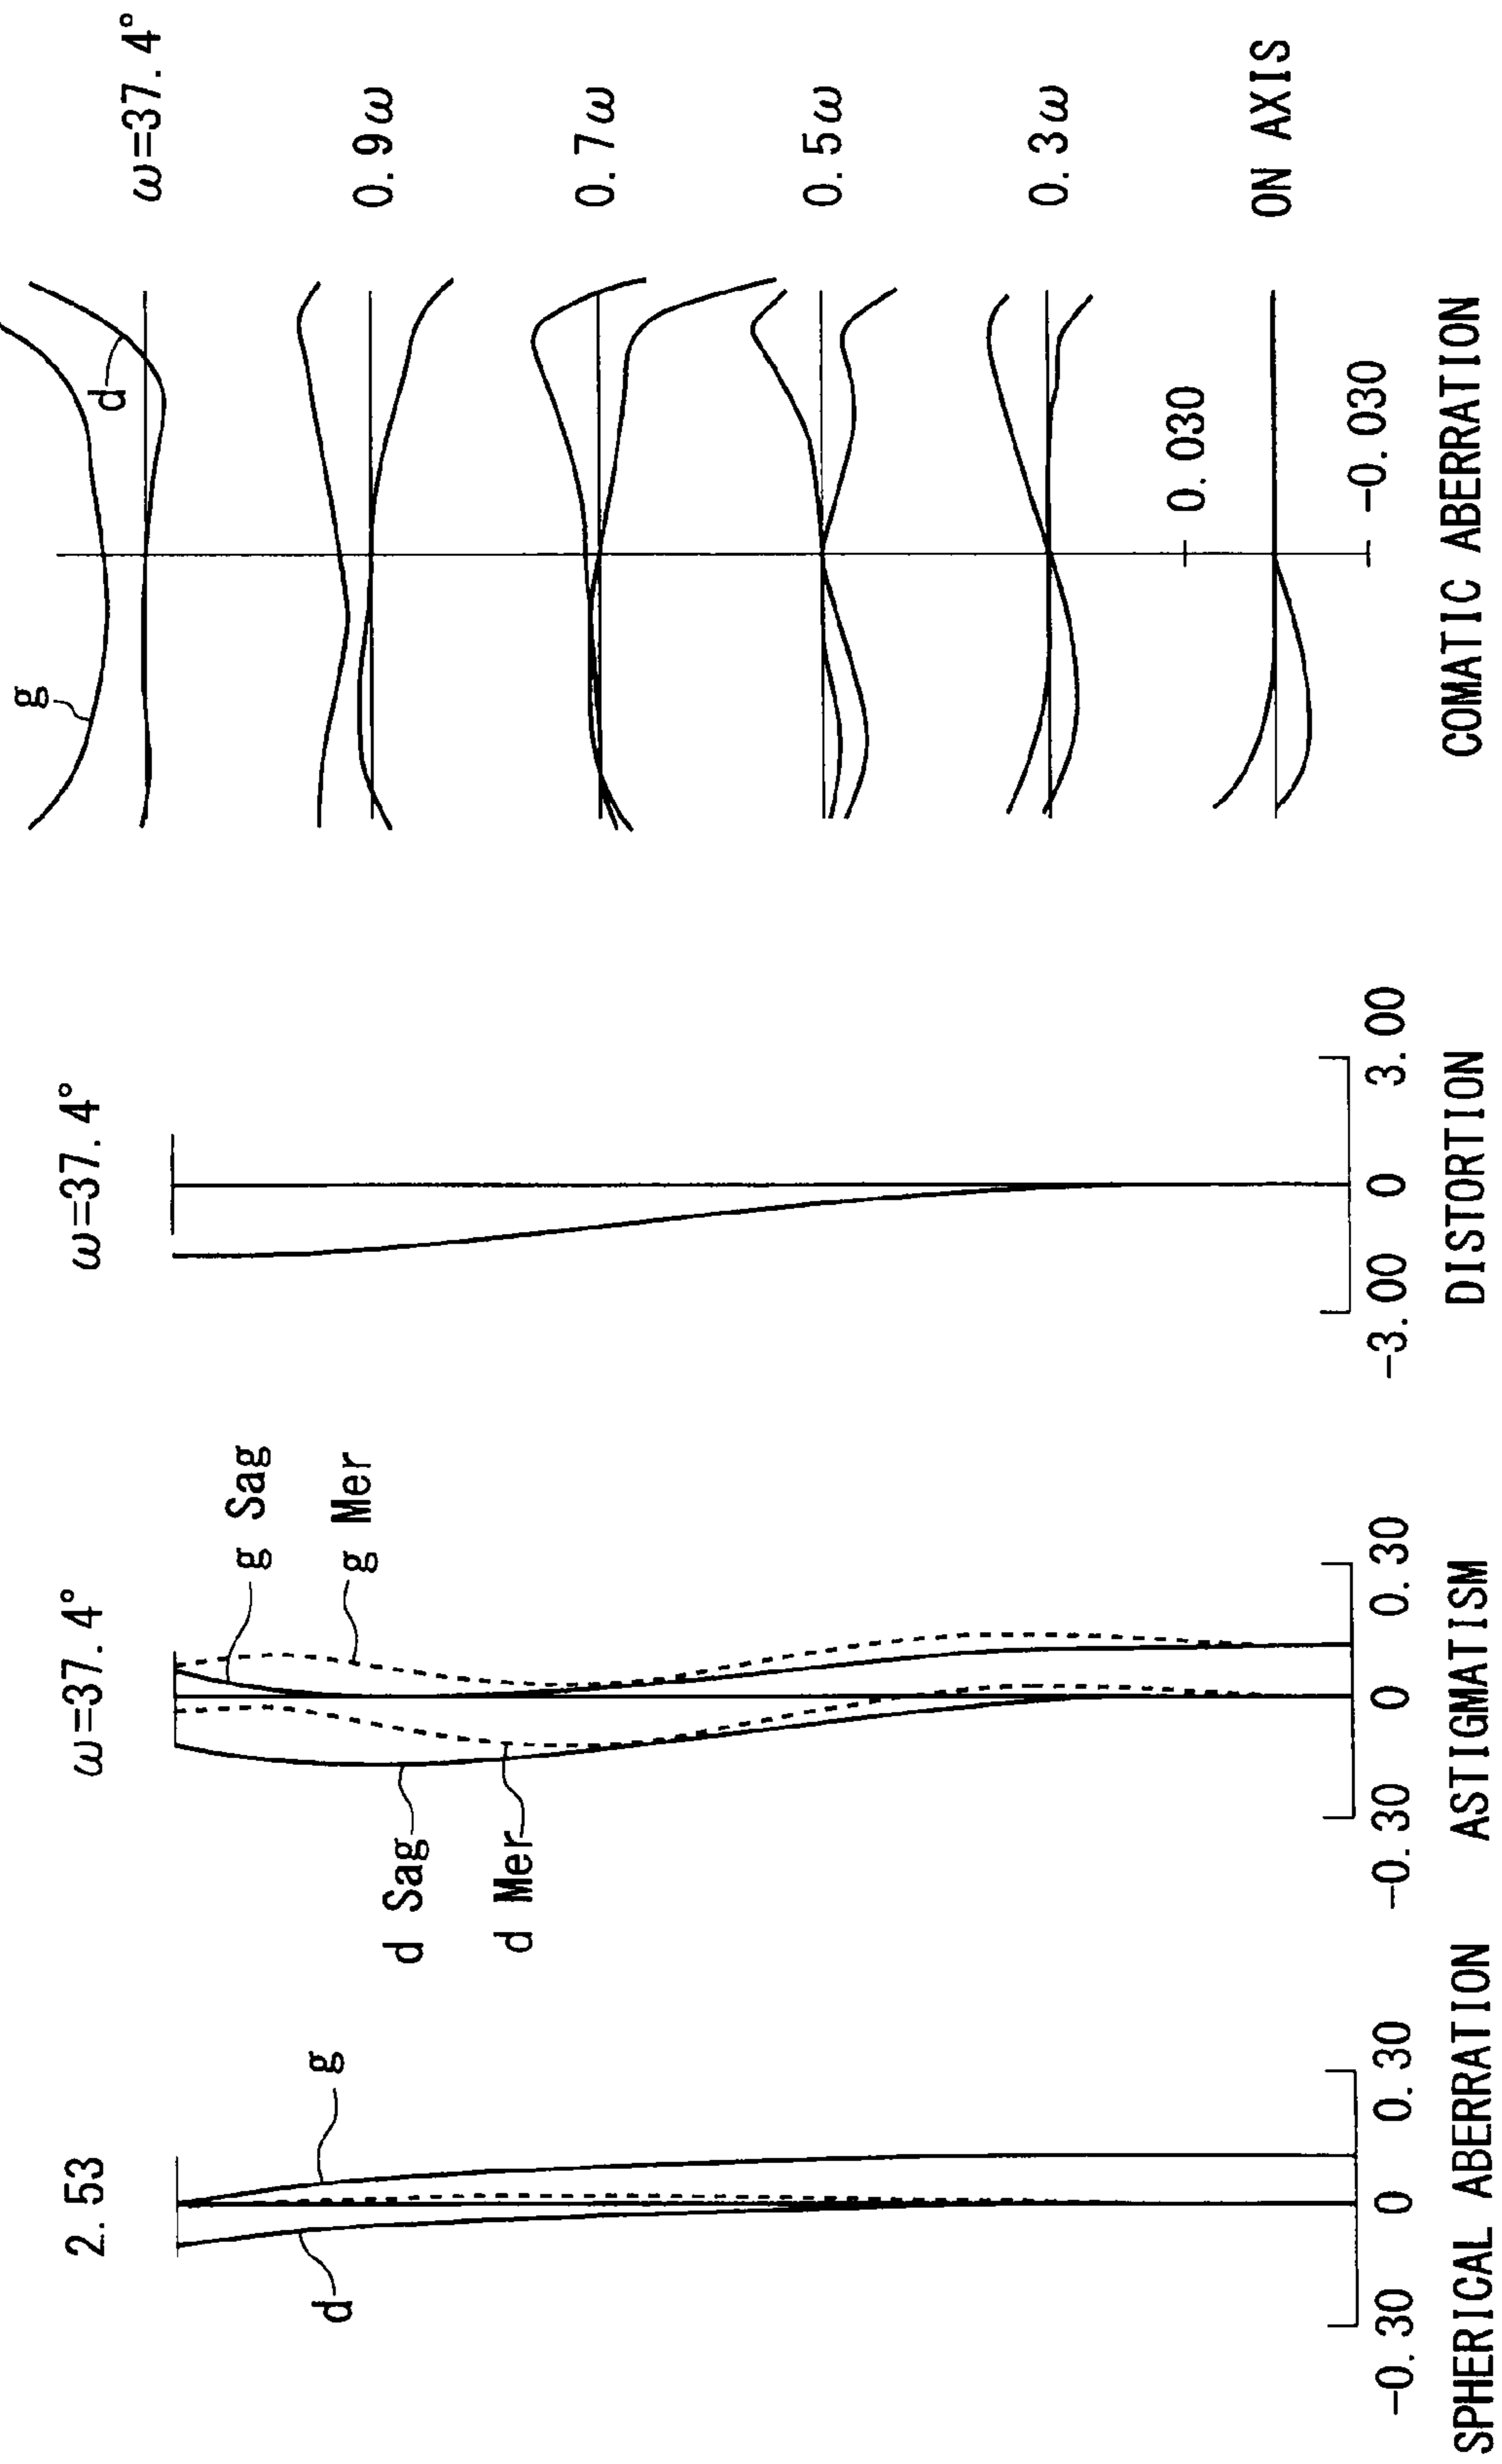 2. 53
g
d
-0. 30
0
0. 30
SPHERICAL ABERRATION
ω=37. 4°
g Sag
g Mer
d Sag
d Mer
-0. 30
0
0. 30
ASTIGMATISM
ω=37. 4°
-3. 00
0
3. 00
DISTORTION
g
d
ω=37. 4°
0. 9ω
0. 7ω
0. 5ω
0. 3ω
0. 030
ON AXIS
-0. 030
COMATIC ABERRATION